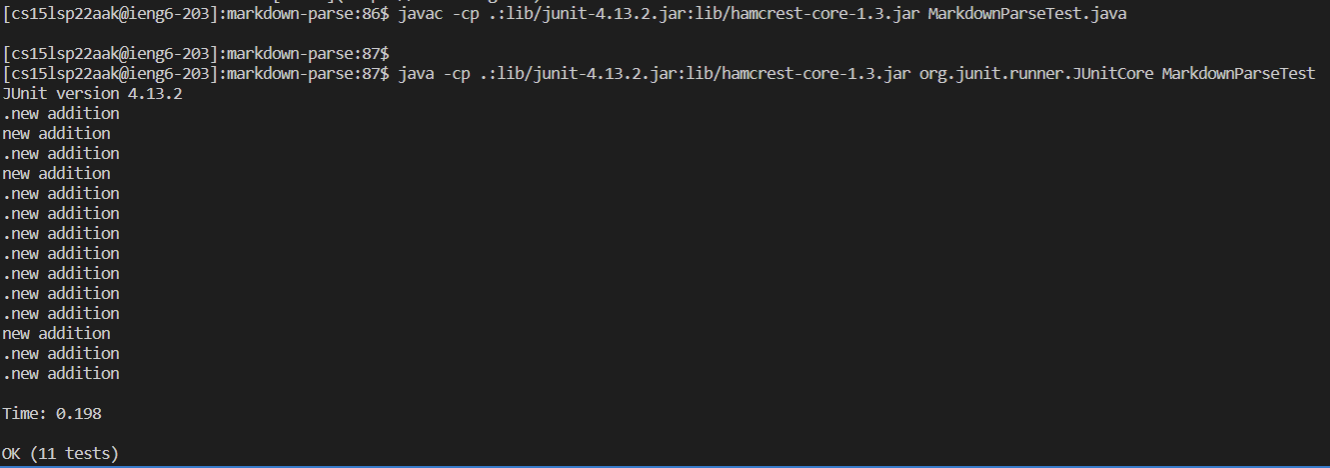 [cs15lsp22aak@ieng6-203]:markdown-parse:86$ javac -cp .:lib/junit-4.13.2.jar:lib/hamcrest-core-1.3.jar MarkdownParseTest.java
[cs15lsp22aak@ieng6-203]:markdown-parse:87$
[cs15lsp22aak@ieng6-203]:markdown-parse:87$ java -cp .:lib/junit-4.13.2.jar:lib/hamcrest-core-1.3.jar org.junit.runner.JUnitCore MarkdownParseTest
JUnit version 4.13.2
.new addition
new addition
.new addition
new addition
.new addition
.new addition
.new addition
.new addition
.new addition
.new addition
.new addition
new addition
.new addition
.new addition
Time: 0.198
OK (11 tests)